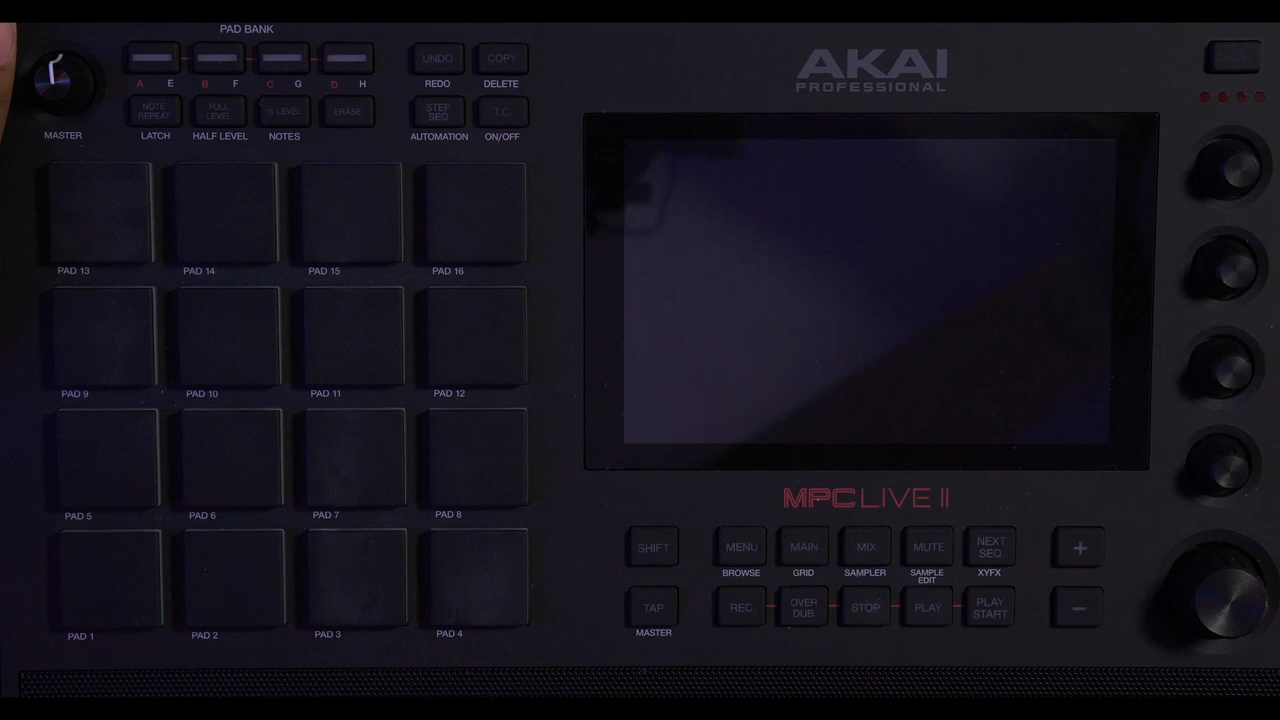 PAD BANK
A E B F C G D H
UNDO COPY
REDO DELETE
NOTE REPEAT
FULL LEVEL
16 LEVEL
ERASE
STEP SEQ
T.C.
MASTER
LATCH
HALF LEVEL
NOTES
AUTOMATION
ON/OFF
AKAI
PROFESSIONAL
PAD 13
PAD 14
PAD 15
PAD 16
PAD 9
PAD 10
PAD 11
PAD 12
PAD 5
PAD 6
PAD 7
PAD 8
PAD 1
PAD 2
PAD 3
PAD 4
MPC LIVE II
SHIFT
MENU
MAIN
MIX
MUTE
NEXT SEQ
+
BROWSE
GRID
SAMPLER
SAMPLE EDIT
XYFX
TAP
REC
OVER DUB
STOP
PLAY
PLAY START
−
MASTER